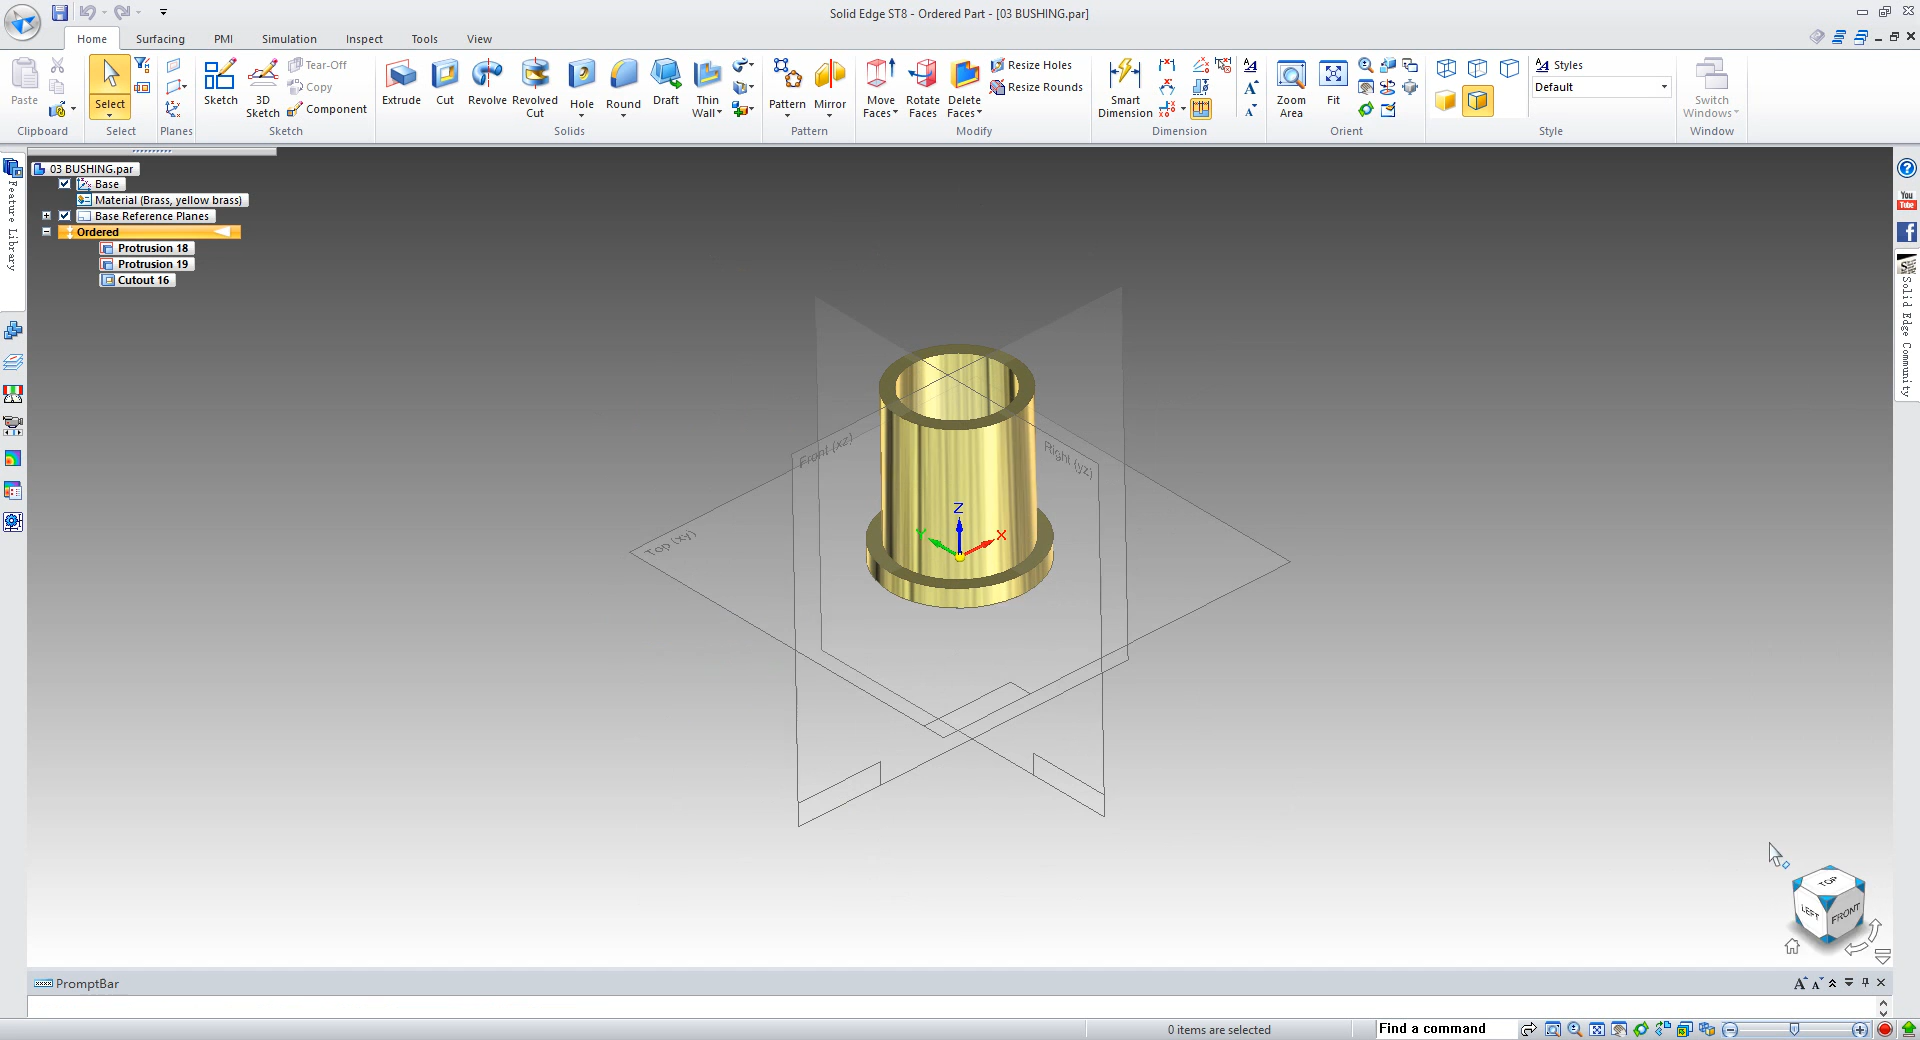 Solid Edge ST8 - Ordered Part - [03 BUSHING.par]
Home Surfacing PMI Simulation Inspect Tools View
Paste
Clipboard
Select
Select
Planes
Sketch
3D Sketch
Tear-Off
Copy
Component
Sketch
Extrude
Cut
Revolve
Revolved Cut
Hole
Round
Draft
Thin Wall
Solids
Pattern
Mirror
Pattern
Move Faces
Rotate Faces
Delete Faces
Resize Holes
Resize Rounds
Modify
Smart Dimension
Dimension
Zoom Area
Fit
Orient
Styles
Default
Style
Switch Windows
Window
Feature Library
03 BUSHING.par
Base
Material (Brass, yellow brass)
Base Reference Planes
Ordered
Protrusion 18
Protrusion 19
Cutout 16
Front (xz)
Right (yz)
Top (xy)
Z
Y
X
You
Tube
Solid Edge Community
TOP
LEFT
FRONT
PromptBar
0 items are selected
Find a command